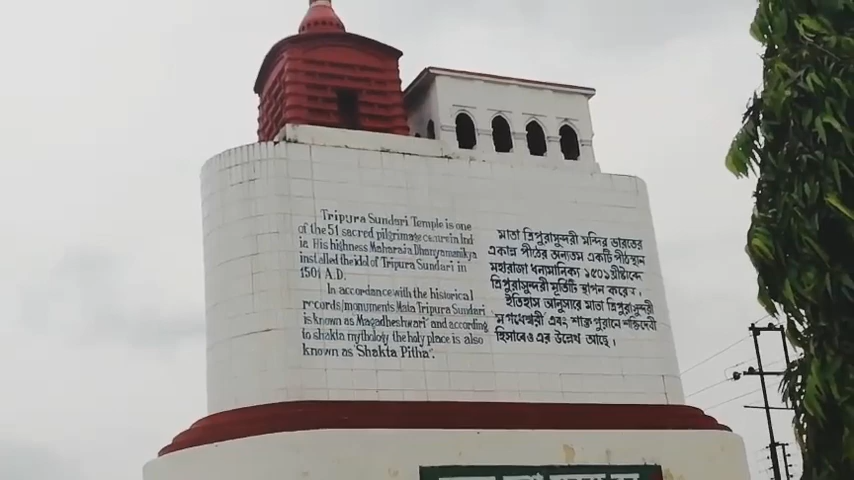 Tripura Sundari Temple is one
of the 51 sacred pilgrimage centre in Ind
ie His highness Maharaja Dhanyamanikya
installed the idol of Tripura Sundari in
1501 A.D.
In accordance with the historical
records/monuments Mata Tripura Sundari
is known as Magadheshwari and according
to shakta mythology the holy place is also
known as 'Shakta Pitha'.
মাতা ত্রিপুরাসুন্দরী মন্দির ভারতের
একান্ন পীঠের অন্যতম একটি পীঠস্থান
মহারাজা ধন্যমানিক্য ১৫০১খ্রীষ্টাব্দে
ত্রিপুরাসুন্দরী মূর্তিটি স্থাপন করেন।
ইতিহাস অনুসারে মাতা ত্রিপুরাসুন্দরী
মগধেশ্বরী এবং শাক্ত পুরানে শক্তিদেবী
হিসাবেও এর উল্লেখ আছে।